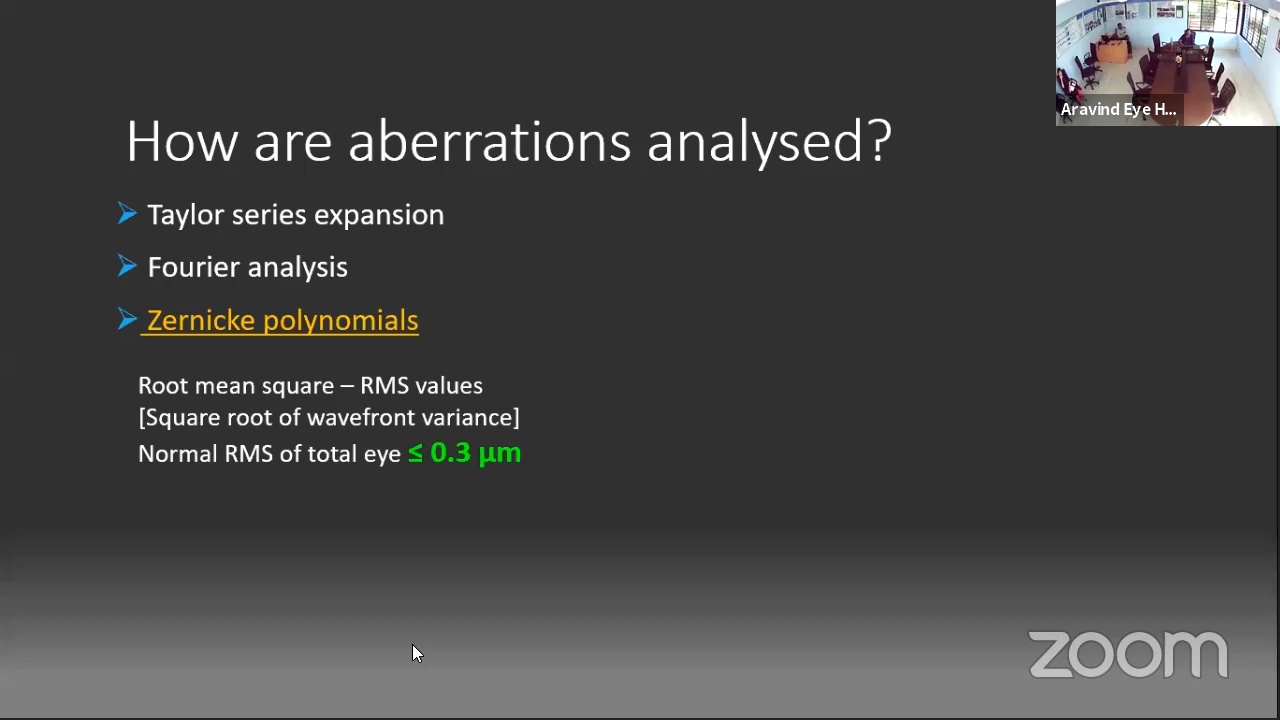 How are aberrations analysed?
Taylor series expansion
Fourier analysis
Zernicke polynomials
Root mean square – RMS values
[Square root of wavefront variance]
Normal RMS of total eye ≤ 0.3 µm
Aravind Eye H...
zoom